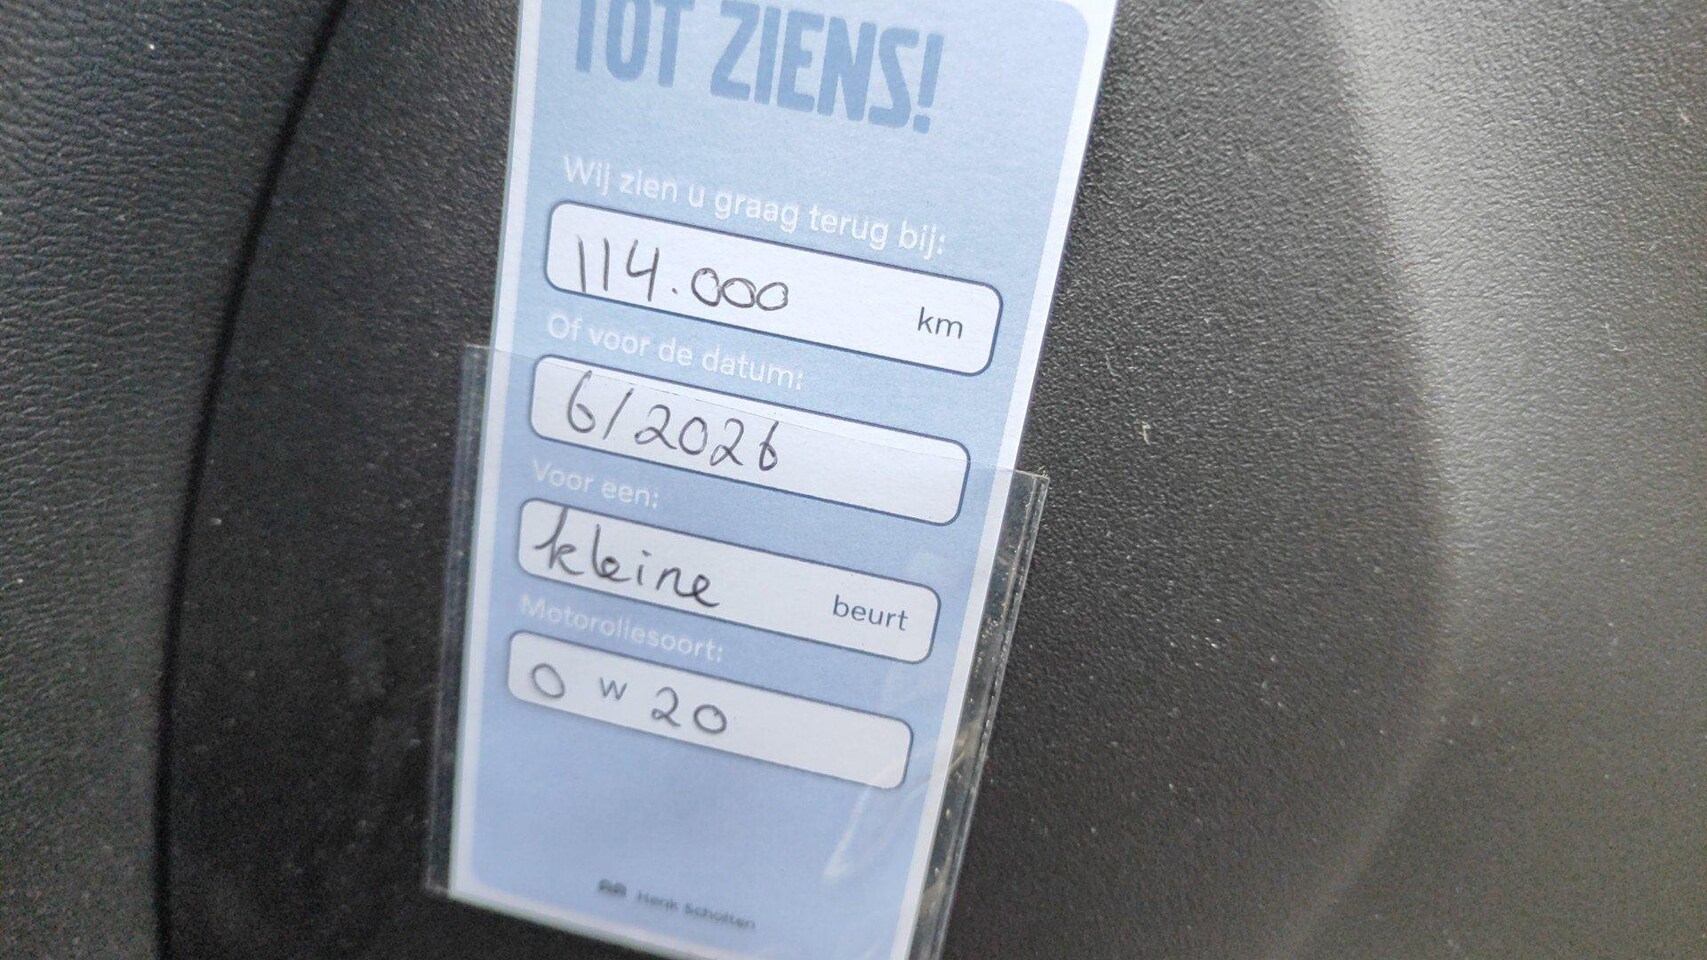 TOT ZIENS!
Wij zien u graag terug bij:
114.000 km
Of voor de datum:
6/2026
Voor een:
kleine beurt
Motoroliesoort:
0 W 20
Henk Scholten